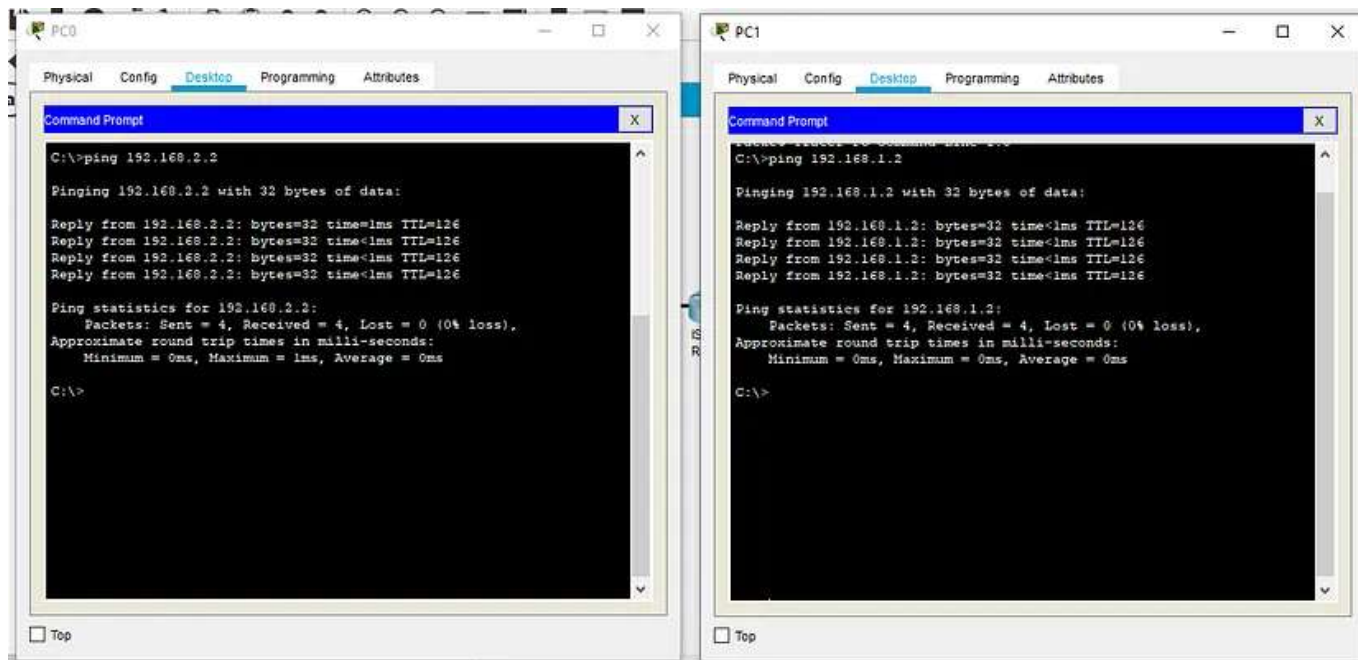 PC0
Physical Config Desktop Programming Attributes
Command Prompt X
C:\>ping 192.168.2.2
Pinging 192.168.2.2 with 32 bytes of data:
Reply from 192.168.2.2: bytes=32 time=1ms TTL=126
Reply from 192.168.2.2: bytes=32 time<1ms TTL=126
Reply from 192.168.2.2: bytes=32 time<1ms TTL=126
Reply from 192.168.2.2: bytes=32 time<1ms TTL=126
Ping statistics for 192.168.2.2:
Packets: Sent = 4, Received = 4, Lost = 0 (0% loss),
Approximate round trip times in milli-seconds:
Minimum = 0ms, Maximum = 1ms, Average = 0ms
C:\>
Top
PC1
Physical Config Desktop Programming Attributes
Command Prompt X
C:\>ping 192.168.1.2
Pinging 192.168.1.2 with 32 bytes of data:
Reply from 192.168.1.2: bytes=32 time<1ms TTL=126
Reply from 192.168.1.2: bytes=32 time<1ms TTL=126
Reply from 192.168.1.2: bytes=32 time<1ms TTL=126
Reply from 192.168.1.2: bytes=32 time<1ms TTL=126
Ping statistics for 192.168.1.2:
Packets: Sent = 4, Received = 4, Lost = 0 (0% loss),
Approximate round trip times in milli-seconds:
Minimum = 0ms, Maximum = 0ms, Average = 0ms
C:\>
Top